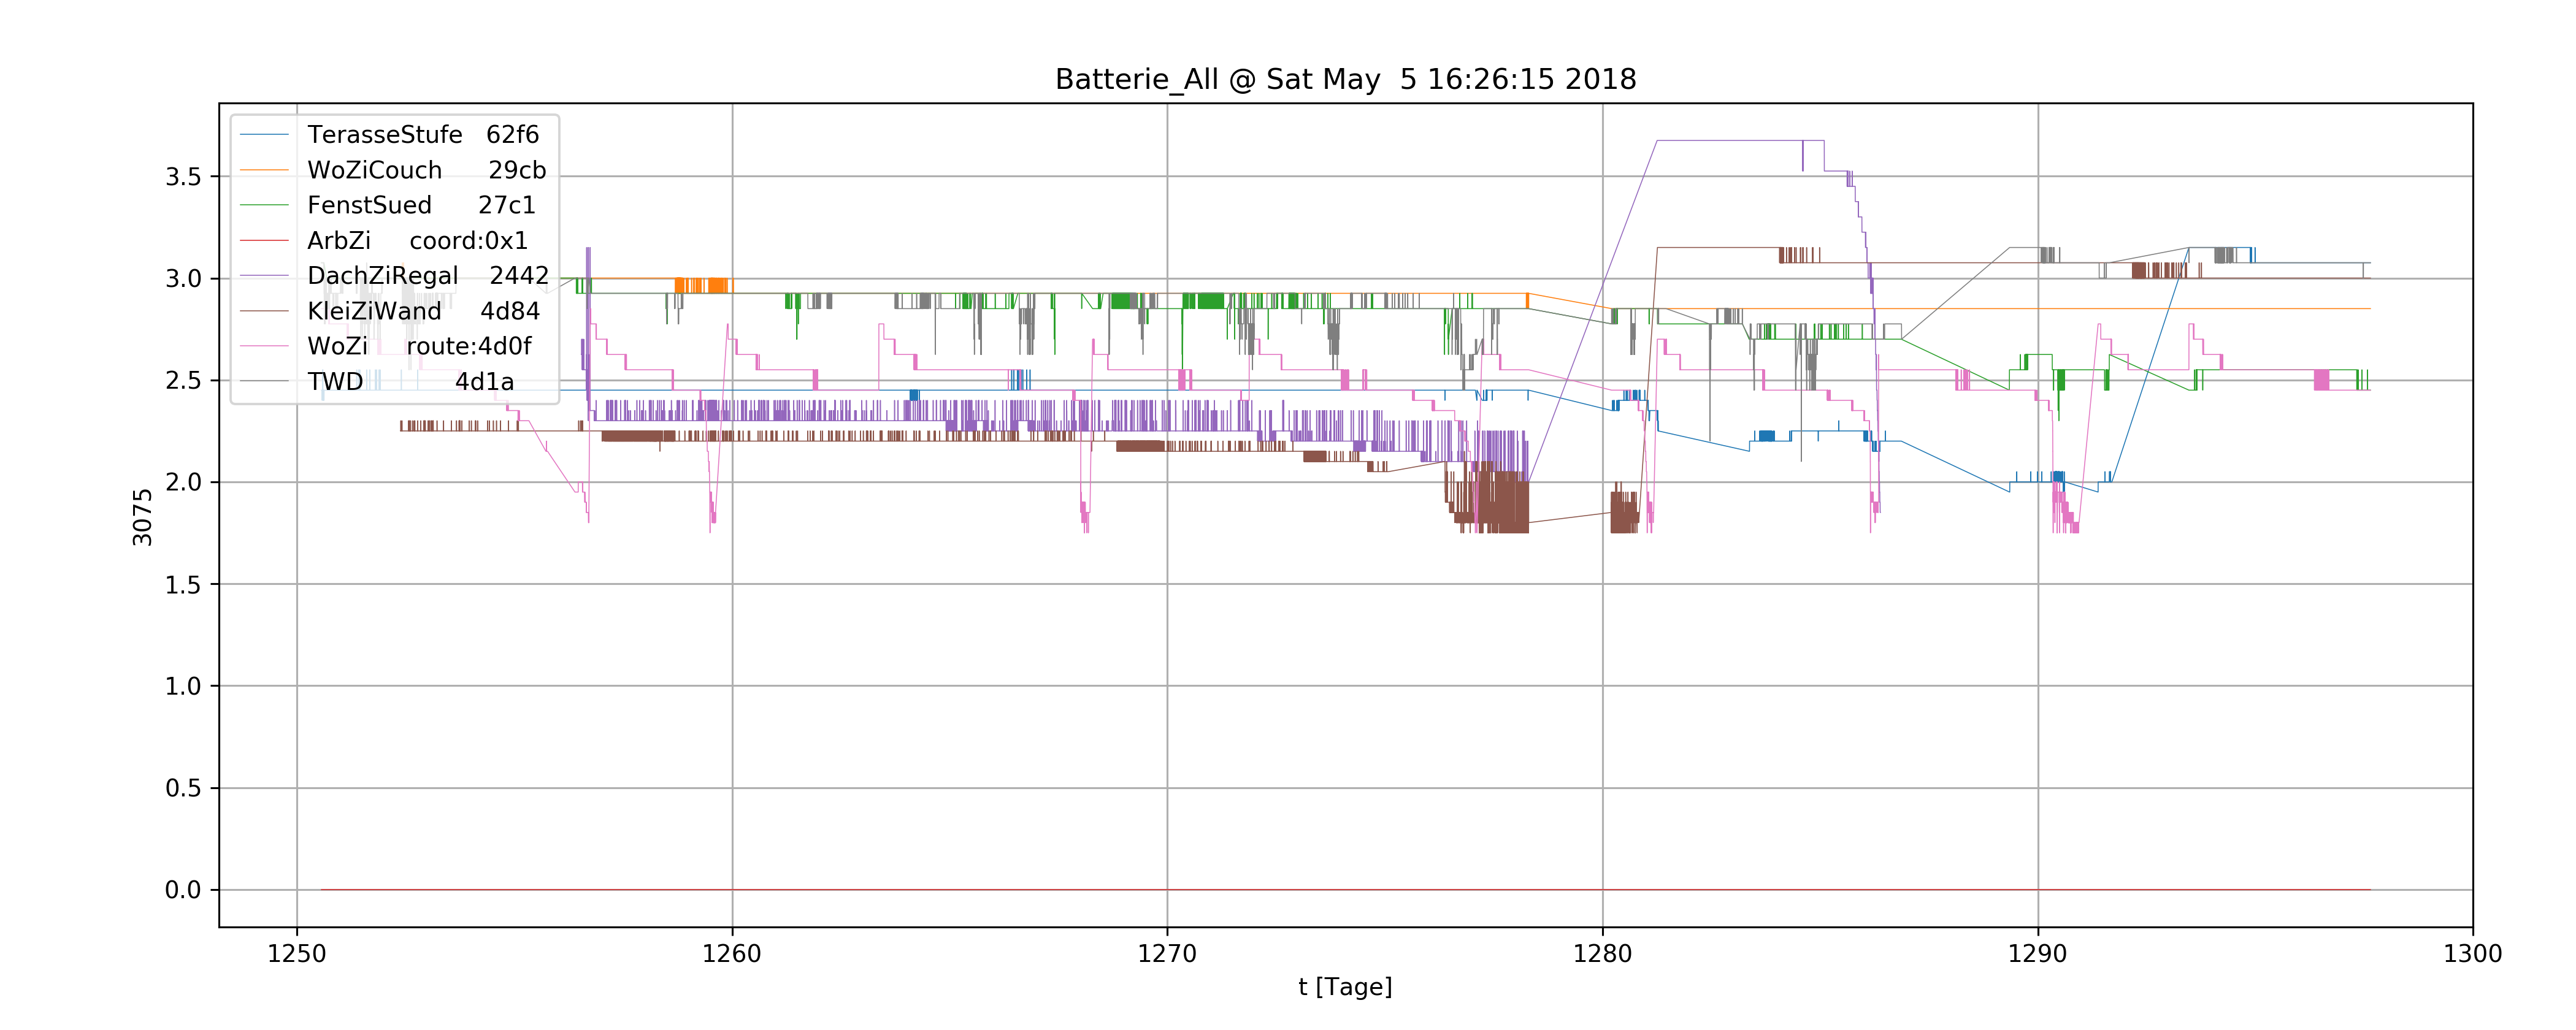 Batterie_All @ Sat May  5 16:26:15 2018
TerasseStufe   62f6
WoZiCouch      29cb
FenstSued      27c1
ArbZi     coord:0x1
DachZiRegal    2442
KleiZiWand     4d84
WoZi     route:4d0f
TWD            4d1a
3.5
3.0
2.5
2.0
1.5
1.0
0.5
0.0
3075
1250 1260 1270 1280 1290 1300
t [Tage]